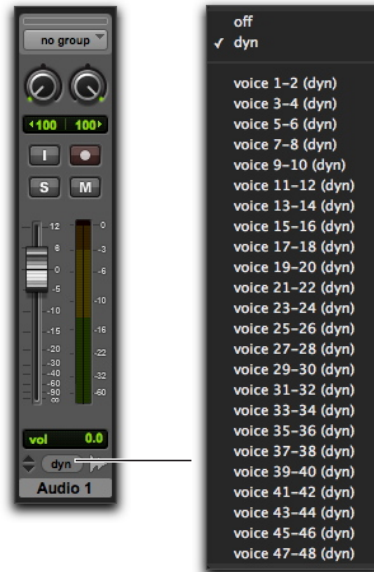 no group
◂100 100▸
I
S M
12 0
6 -3
0 -6
-5
-10 -10
-15 -16
-20 -22
-30
-40 -32
-60
-90 -60
∞
vol 0.0
dyn
Audio 1
off
✓ dyn
voice 1–2 (dyn)
voice 3–4 (dyn)
voice 5–6 (dyn)
voice 7–8 (dyn)
voice 9–10 (dyn)
voice 11–12 (dyn)
voice 13–14 (dyn)
voice 15–16 (dyn)
voice 17–18 (dyn)
voice 19–20 (dyn)
voice 21–22 (dyn)
voice 23–24 (dyn)
voice 25–26 (dyn)
voice 27–28 (dyn)
voice 29–30 (dyn)
voice 31–32 (dyn)
voice 33–34 (dyn)
voice 35–36 (dyn)
voice 37–38 (dyn)
voice 39–40 (dyn)
voice 41–42 (dyn)
voice 43–44 (dyn)
voice 45–46 (dyn)
voice 47–48 (dyn)